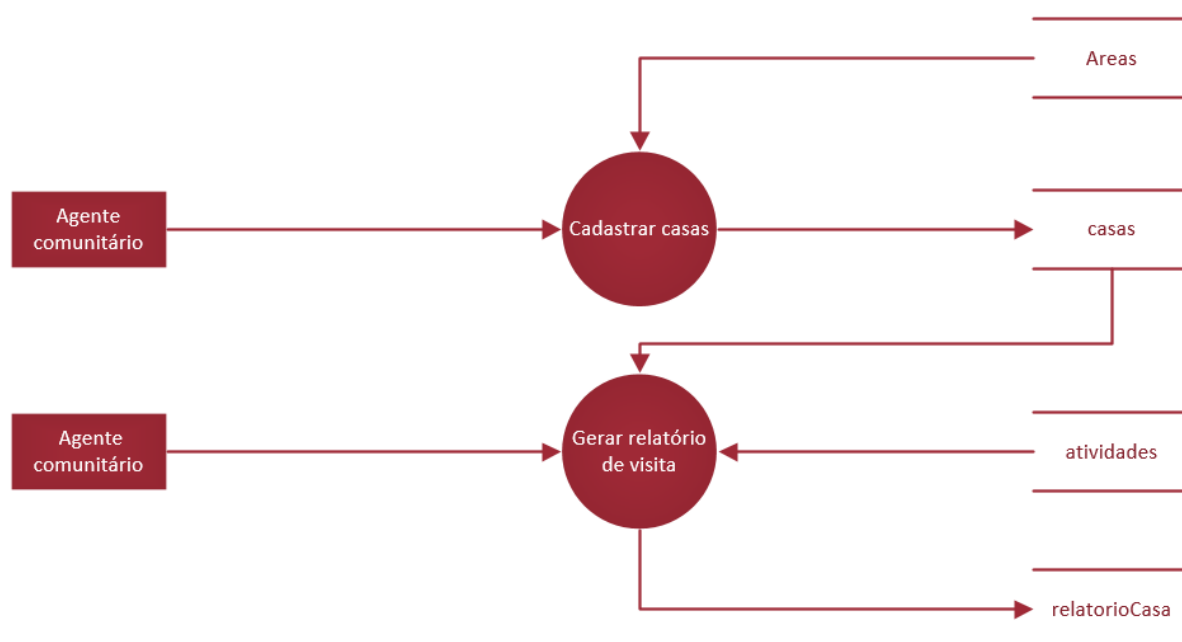 Areas
Agente
comunitário
Cadastrar casas
casas
Agente
comunitário
Gerar relatório
de visita
atividades
relatorioCasa